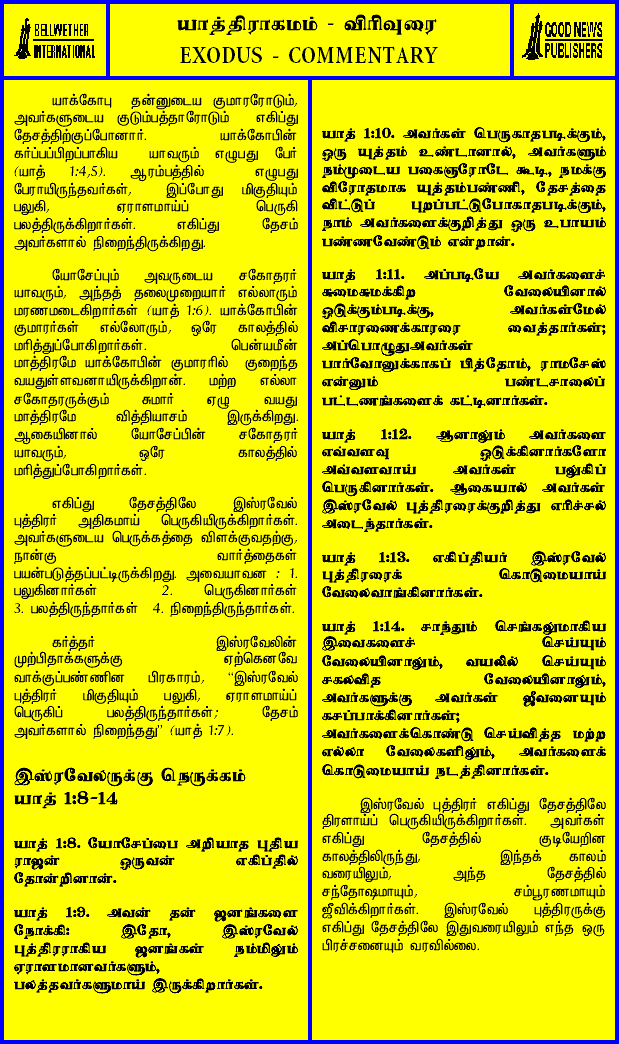 BELLWETHER
INTERNATIONAL
யாத்திராகமம் - விரிவுரை
EXODUS - COMMENTARY
GOOD NEWS
PUBLISHERS
யாக்கோபு தன்னுடைய குமாரரோடும்,
அவர்களுடைய குடும்பத்தாரோடும் எகிப்து
தேசத்திற்குப்போனார். யாக்கோபின்
கர்ப்பப்பிறப்பாகிய யாவரும் எழுபது பேர்
(யாத் 1:4,5). ஆரம்பத்தில் எழுபது
பேராயிருந்தவர்கள், இப்போது மிகுதியும்
பலுகி, ஏராளமாய்ப் பெருகி
பலத்திருக்கிறார்கள். எகிப்து தேசம்
அவர்களால் நிறைந்திருக்கிறது.
யோசேப்பும் அவருடைய சகோதரர்
யாவரும், அந்தத் தலைமுறையார் எல்லாரும்
மரணமடைகிறார்கள் (யாத் 1:6). யாக்கோபின்
குமாரர்கள் எல்லோரும், ஒரே காலத்தில்
மரித்துப்போகிறார்கள். பென்யமீன்
மாத்திரமே யாக்கோபின் குமாரரில் குறைந்த
வயதுள்ளவனாயிருக்கிறான். மற்ற எல்லா
சகோதரருக்கும் சுமார் ஏழு வயது
மாத்திரமே வித்தியாசம் இருக்கிறது.
ஆகையினால் யோசேப்பின் சகோதரர்
யாவரும், ஒரே காலத்தில்
மரித்துப்போகிறார்கள்.
எகிப்து தேசத்திலே இஸ்ரவேல்
புத்திரர் அதிகமாய் பெருகியிருக்கிறார்கள்.
அவர்களுடைய பெருக்கத்தை விளக்குவதற்கு,
நான்கு வார்த்தைகள்
பயன்படுத்தப்பட்டிருக்கிறது. அவையாவன : 1.
பலுகினார்கள் 2. பெருகினார்கள்
3. பலத்திருந்தார்கள் 4. நிறைந்திருந்தார்கள்.
கர்த்தர் இஸ்ரவேலின்
முற்பிதாக்களுக்கு ஏற்கெனவே
வாக்குப்பண்ணின பிரகாரம், “இஸ்ரவேல்
புத்திரர் மிகுதியும் பலுகி, ஏராளமாய்ப்
பெருகிப் பலத்திருந்தார்கள்; தேசம்
அவர்களால் நிறைந்தது” (யாத் 1:7).
இஸ்ரவேலருக்கு நெருக்கம்
யாத் 1:8-14
யாத் 1:8. யோசேப்பை அறியாத புதிய
ராஜன் ஒருவன் எகிப்தில்
தோன்றினான்.
யாத் 1:9. அவன் தன் ஜனங்களை
நோக்கி: இதோ, இஸ்ரவேல்
புத்திரராகிய ஜனங்கள் நம்மிலும்
ஏராளமானவர்களும்,
பலத்தவர்களுமாய் இருக்கிறார்கள்.
யாத் 1:10. அவர்கள் பெருகாதபடிக்கும்,
ஒரு யுத்தம் உண்டானால், அவர்களும்
நம்முடைய பகைஞரோடே கூடி, நமக்கு
விரோதமாக யுத்தம்பண்ணி, தேசத்தை
விட்டுப் புறப்பட்டுபோகாதபடிக்கும்,
நாம் அவர்களைக்குறித்து ஒரு உபாயம்
பண்ணவேண்டும் என்றான்.
யாத் 1:11. அப்படியே அவர்களைச்
சுமைசுமக்கிற வேலையினால்
ஒடுக்கும்படிக்கு, அவர்கள்மேல்
விசாரணைக்காரரை வைத்தார்கள்;
அப்பொழுதுஅவர்கள்
பார்வோனுக்காகப் பித்தோம், ராமசேஸ்
என்னும் பண்டசாலைப்
பட்டணங்களைக் கட்டினார்கள்.
யாத் 1:12. ஆனாலும் அவர்களை
எவ்வளவு ஒடுக்கினார்களோ
அவ்வளவாய் அவர்கள் பலுகிப்
பெருகினார்கள். ஆகையால் அவர்கள்
இஸ்ரவேல் புத்திரரைக்குறித்து எரிச்சல்
அடைந்தார்கள்.
யாத் 1:13. எகிப்தியர் இஸ்ரவேல்
புத்திரரைக் கொடுமையாய்
வேலைவாங்கினார்கள்.
யாத் 1:14. சாந்தும் செங்கலுமாகிய
இவைகளைச் செய்யும்
வேலையினாலும், வயலில் செய்யும்
சகலவித வேலையினாலும்,
அவர்களுக்கு அவர்கள் ஜீவனையும்
கசப்பாக்கினார்கள்;
அவர்களைக்கொண்டு செய்வித்த மற்ற
எல்லா வேலைகளிலும், அவர்களைக்
கொடுமையாய் நடத்தினார்கள்.
இஸ்ரவேல் புத்திரர் எகிப்து தேசத்திலே
திரளாய்ப் பெருகியிருக்கிறார்கள். அவர்கள்
எகிப்து தேசத்தில் குடியேறின
காலத்திலிருந்து, இந்தக் காலம்
வரையிலும், அந்த தேசத்தில்
சந்தோஷமாயும், சம்பூரணமாயும்
ஜீவிக்கிறார்கள். இஸ்ரவேல் புத்திரருக்கு
எகிப்து தேசத்திலே இதுவரையிலும் எந்த ஒரு
பிரச்சனையும் வரவில்லை.